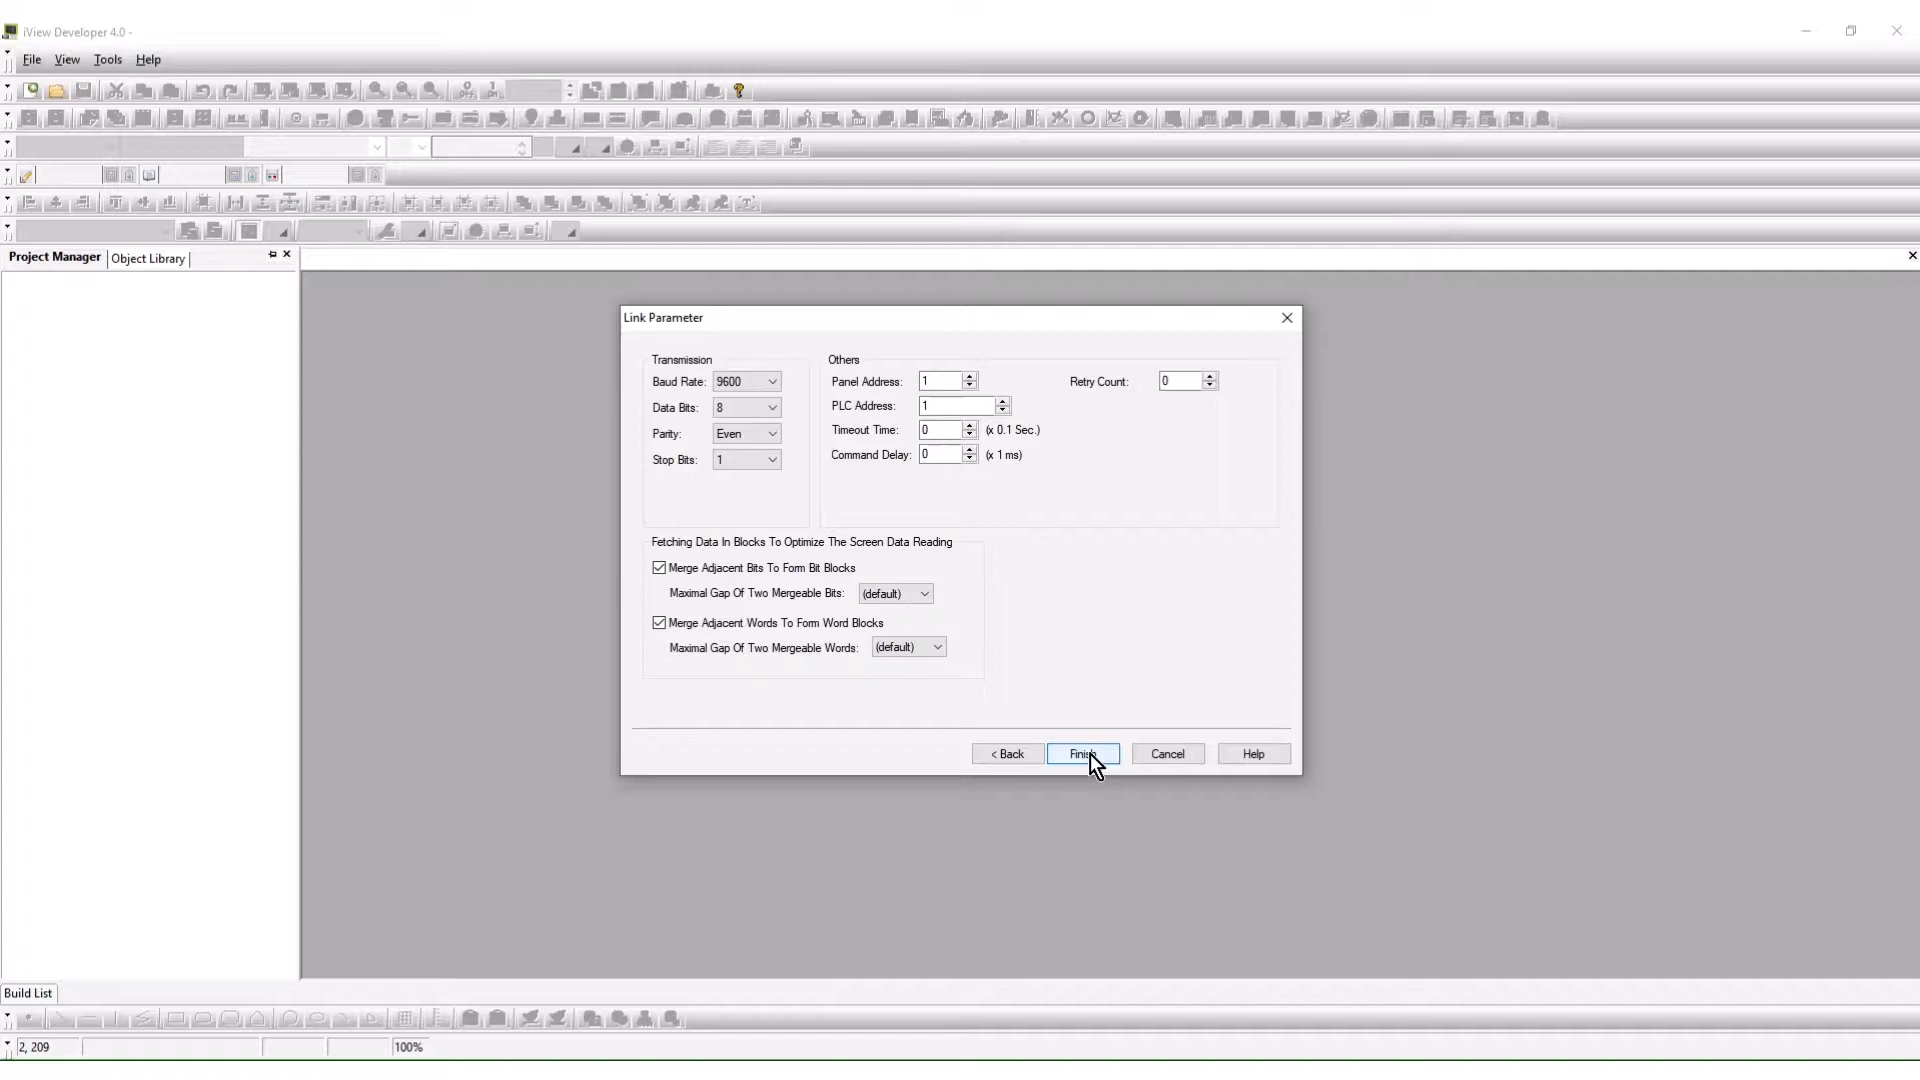 iView Developer 4.0 -
File View Tools Help
Project Manager Object Library
Link Parameter
Transmission
Baud Rate: 9600
Data Bits: 8
Parity: Even
Stop Bits: 1
Others
Panel Address: 1
Retry Count: 0
PLC Address: 1
Timeout Time: 0 (x 0.1 Sec.)
Command Delay: 0 (x 1 ms)
Fetching Data In Blocks To Optimize The Screen Data Reading
Merge Adjacent Bits To Form Bit Blocks
Maximal Gap Of Two Mergeable Bits: (default)
Merge Adjacent Words To Form Word Blocks
Maximal Gap Of Two Mergeable Words: (default)
< Back Finish Cancel Help
Build List
2, 209 100%